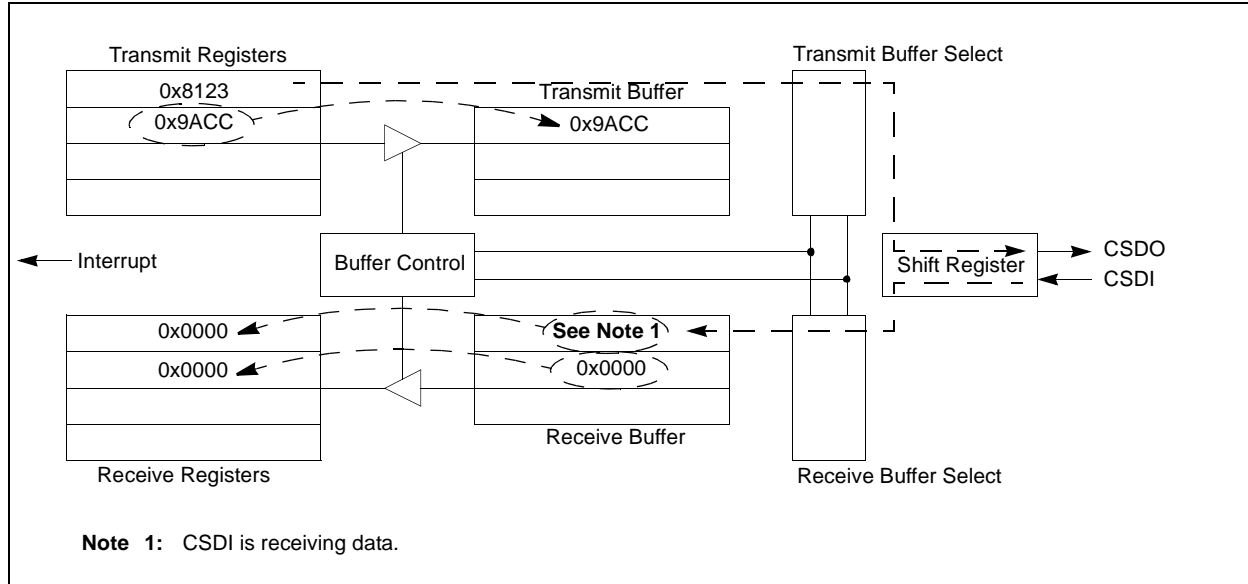 Transmit Registers
Transmit Buffer Select
0x8123
Transmit Buffer
0x9ACC
0x9ACC
Interrupt
Buffer Control
Shift Register
CSDO
CSDI
0x0000
See Note 1
0x0000
0x0000
Receive Buffer
Receive Registers
Receive Buffer Select
Note 1: CSDI is receiving data.